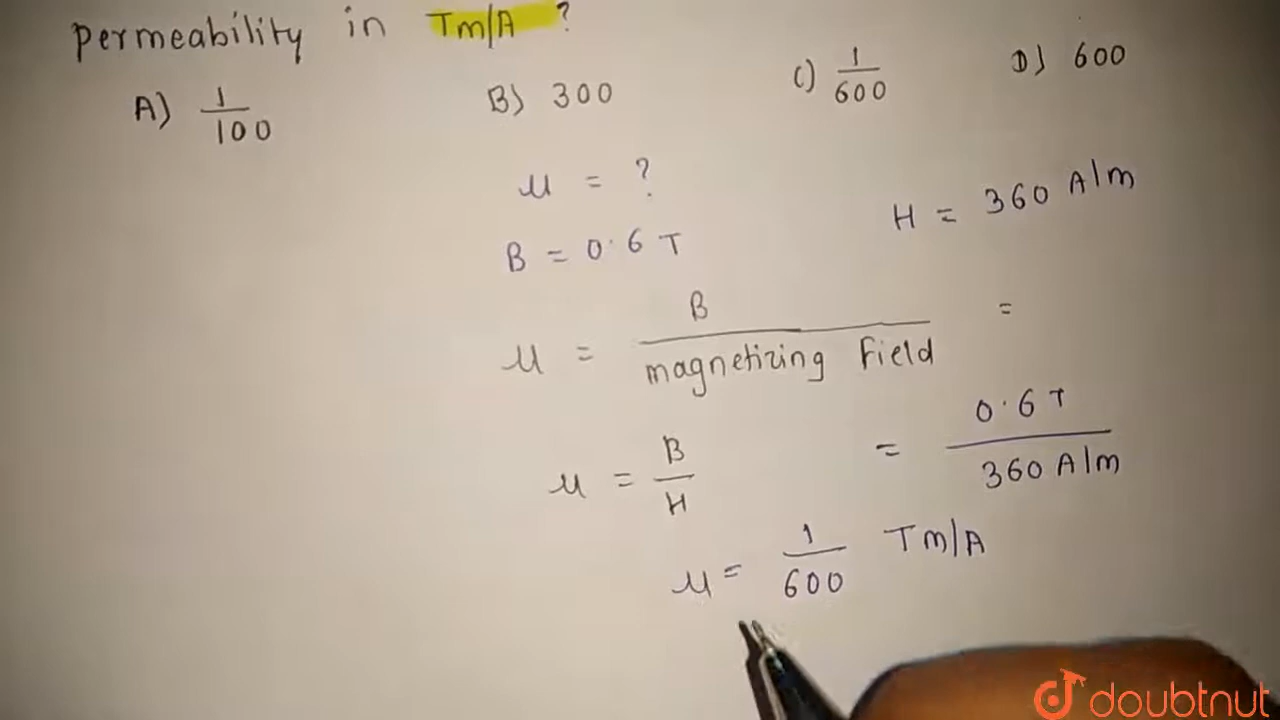 permeability in Tm/A ?
A) 1/100 B) 300 C) 1/600 D) 600
μ = ?
H = 360 A/m
B = 0.6 T
μ = B / magnetizing Field =
μ = B/H = 0.6 T / 360 A/m
μ = 1/600 Tm/A
doubtnut